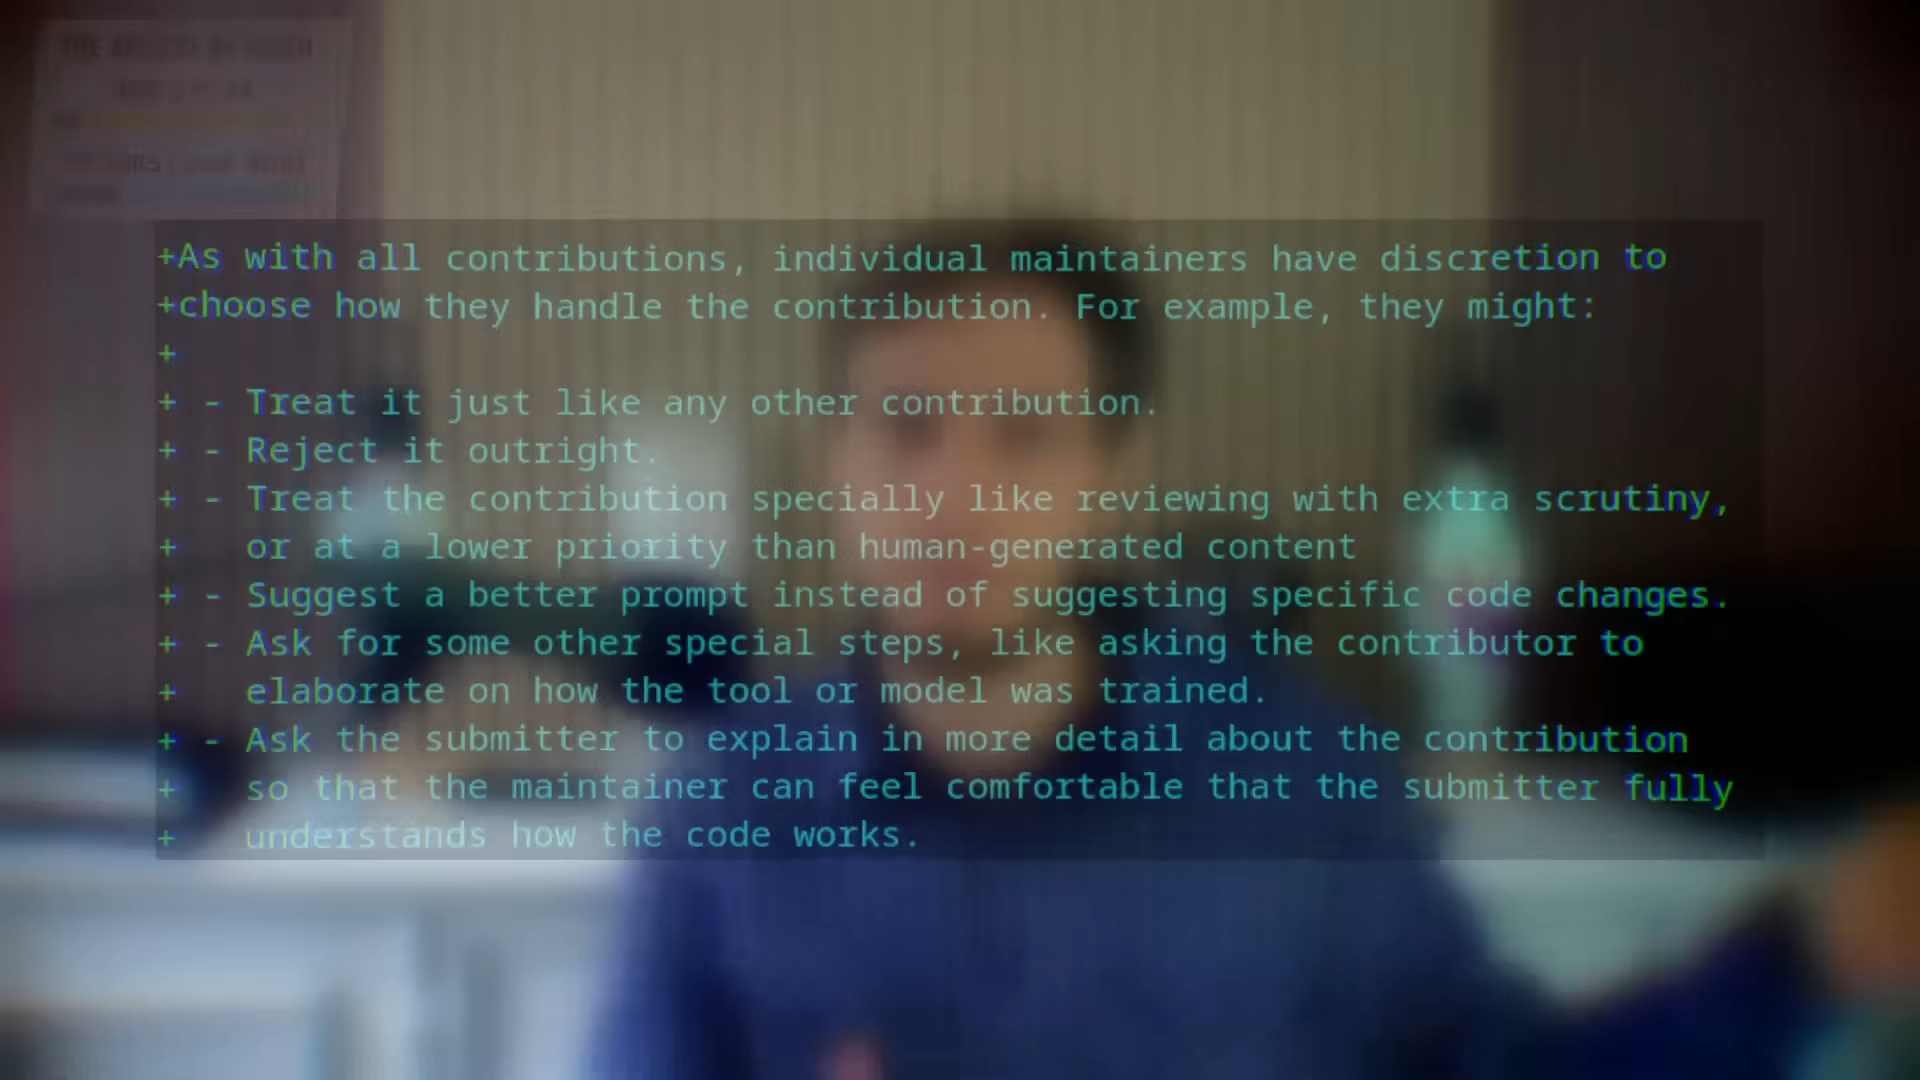 +As with all contributions, individual maintainers have discretion to
+choose how they handle the contribution. For example, they might:
+
+ - Treat it just like any other contribution.
+ - Reject it outright.
+ - Treat the contribution specially like reviewing with extra scrutiny,
+   or at a lower priority than human-generated content
+ - Suggest a better prompt instead of suggesting specific code changes.
+ - Ask for some other special steps, like asking the contributor to
+   elaborate on how the tool or model was trained.
+ - Ask the submitter to explain in more detail about the contribution
+   so that the maintainer can feel comfortable that the submitter fully
+   understands how the code works.